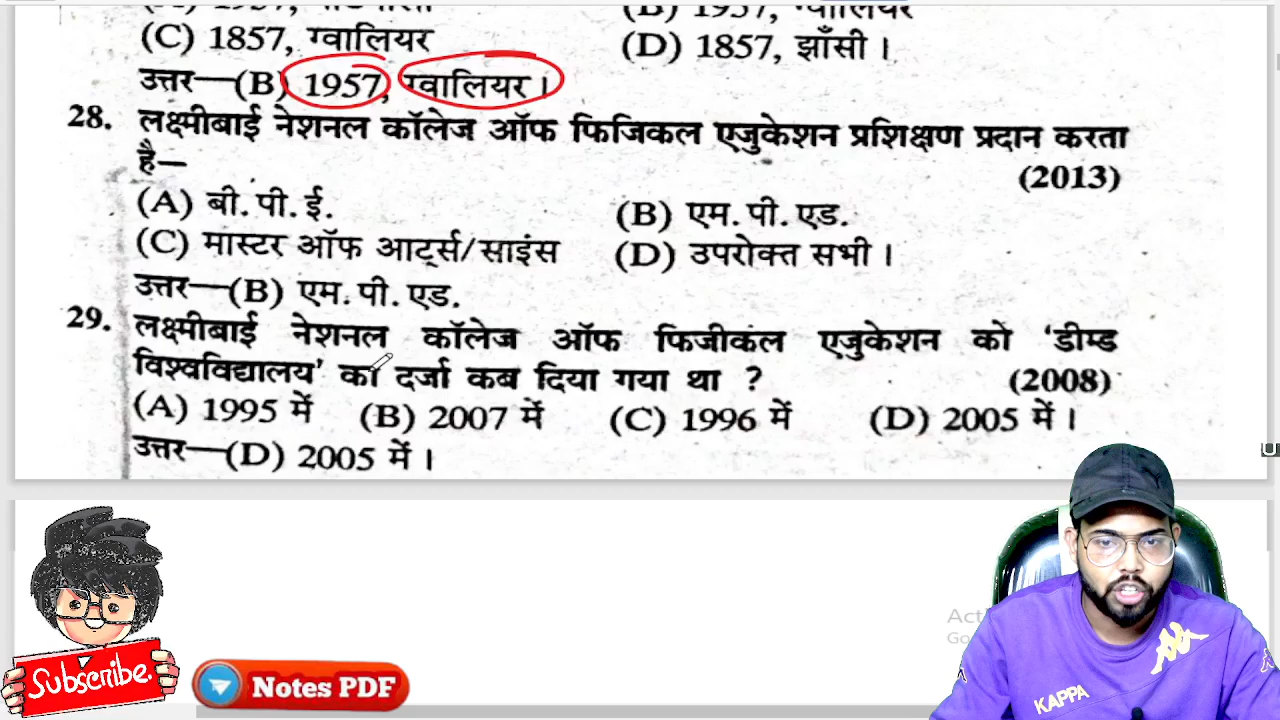 (B) 1957, ग्वालियर
(C) 1857, ग्वालियर (D) 1857, झाँसी ।
उत्तर—(B) 1957, ग्वालियर ।
28. लक्ष्मीबाई नेशनल कॉलेज ऑफ फिजिकल एजुकेशन प्रशिक्षण प्रदान करता
है— (2013)
(A) बी. पी. ई. (B) एम. पी. एड.
(C) मास्टर ऑफ आर्ट्स/साइंस (D) उपरोक्त सभी ।
उत्तर—(B) एम. पी. एड.
29. लक्ष्मीबाई नेशनल कॉलेज ऑफ फिजीकल एजुकेशन को 'डीम्ड
विश्वविद्यालय' का दर्जा कब दिया गया था ? (2008)
(A) 1995 में (B) 2007 में (C) 1996 में (D) 2005 में ।
उत्तर—(D) 2005 में ।
Subscribe.
Notes PDF
KAPPA